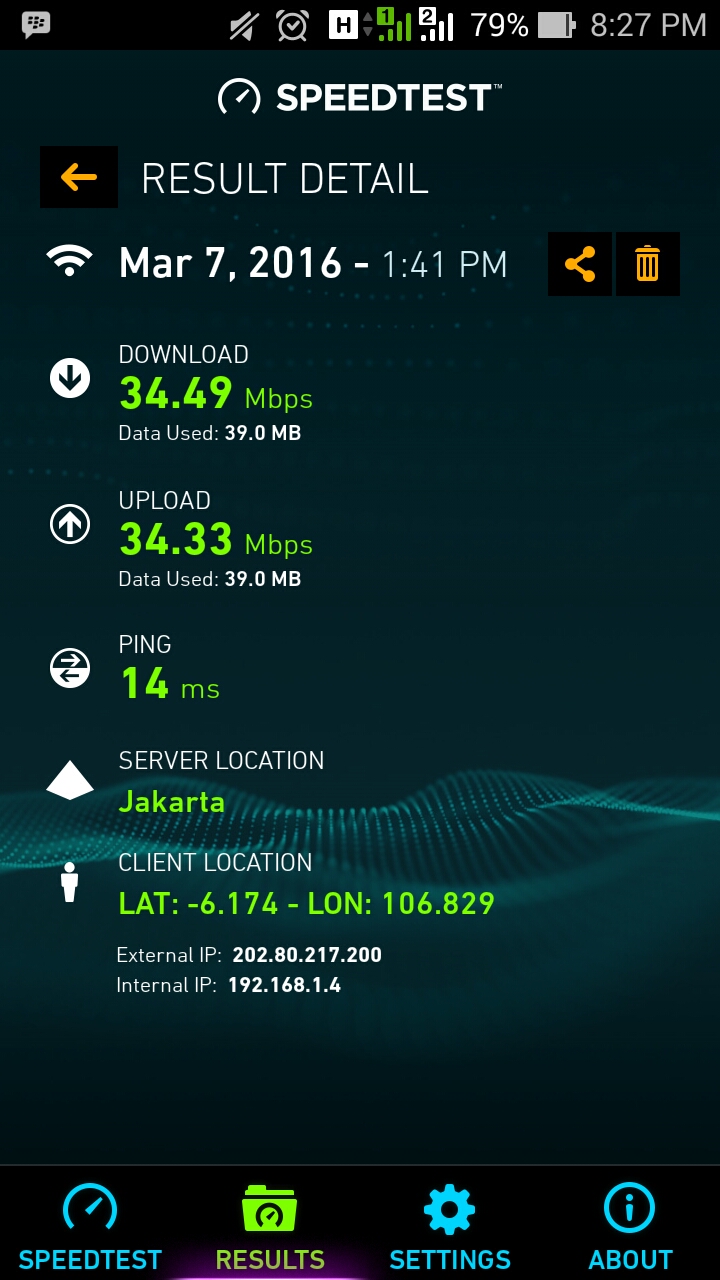 H 1 2 79% 8:27 PM
SPEEDTEST™
RESULT DETAIL
Mar 7, 2016 - 1:41 PM
DOWNLOAD
34.49 Mbps
Data Used: 39.0 MB
UPLOAD
34.33 Mbps
Data Used: 39.0 MB
PING
14 ms
SERVER LOCATION
Jakarta
CLIENT LOCATION
LAT: -6.174 - LON: 106.829
External IP: 202.80.217.200
Internal IP: 192.168.1.4
SPEEDTEST RESULTS SETTINGS ABOUT